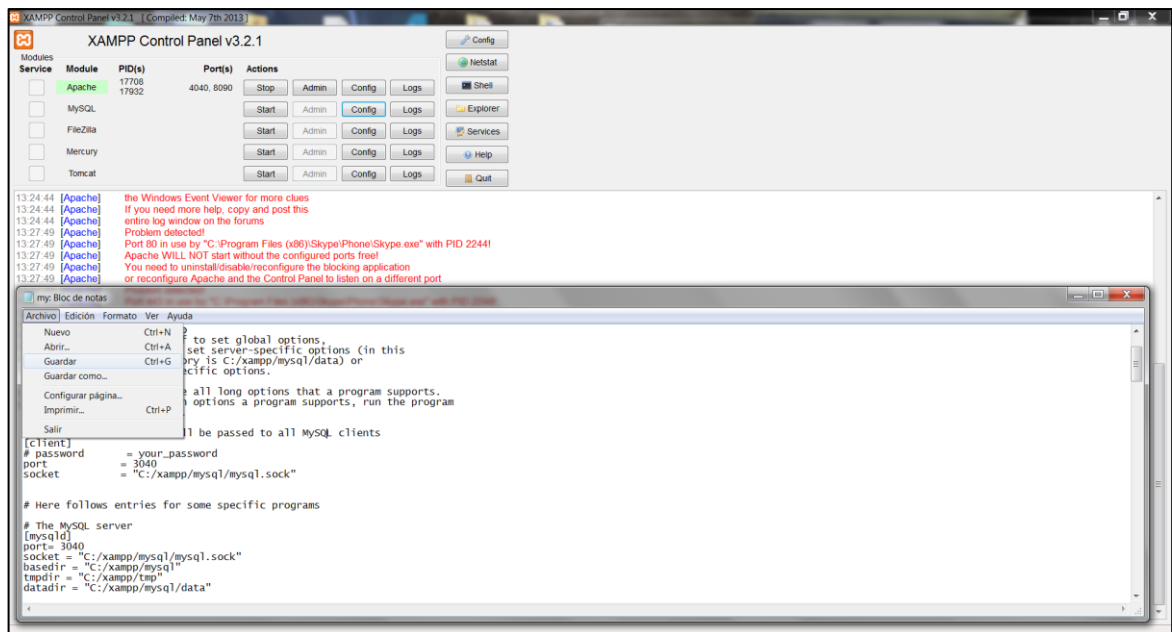 XAMPP Control Panel v3.2.1 [ Compiled: May 7th 2013 ]
XAMPP Control Panel v3.2.1
Config
Modules
Service Module PID(s) Port(s) Actions
Netstat
Apache 17708 17932 4040, 8090 Stop Admin Config Logs
Shell
MySQL Start Admin Config Logs
Explorer
FileZilla Start Admin Config Logs
Services
Mercury Start Admin Config Logs
Help
Tomcat Start Admin Config Logs
Quit
13:24:44 [Apache] the Windows Event Viewer for more clues
13:24:44 [Apache] If you need more help, copy and post this
13:24:44 [Apache] entire log window on the forums
13:27:49 [Apache] Problem detected!
13:27:49 [Apache] Port 80 in use by "C:\Program Files (x86)\Skype\Phone\Skype.exe" with PID 2244!
13:27:49 [Apache] Apache WILL NOT start without the configured ports free!
13:27:49 [Apache] You need to uninstall/disable/reconfigure the blocking application
13:27:49 [Apache] or reconfigure Apache and the Control Panel to listen on a different port
my: Bloc de notas
Archivo Edición Formato Ver Ayuda
Nuevo Ctrl+N
Abrir... Ctrl+A
Guardar Ctrl+G
Guardar como...
Configurar página...
Imprimir... Ctrl+P
Salir
to set global options,
set server-specific options (in this
ory is C:/xampp/mysql/data) or
ecific options.
all long options that a program supports.
options a program supports, run the program
ll be passed to all MySQL clients
[client]
# password = your_password
port = 3040
socket = "C:/xampp/mysql/mysql.sock"
# Here follows entries for some specific programs
# The MySQL server
[mysqld]
port= 3040
socket = "C:/xampp/mysql/mysql.sock"
basedir = "C:/xampp/mysql"
tmpdir = "C:/xampp/tmp"
datadir = "C:/xampp/mysql/data"